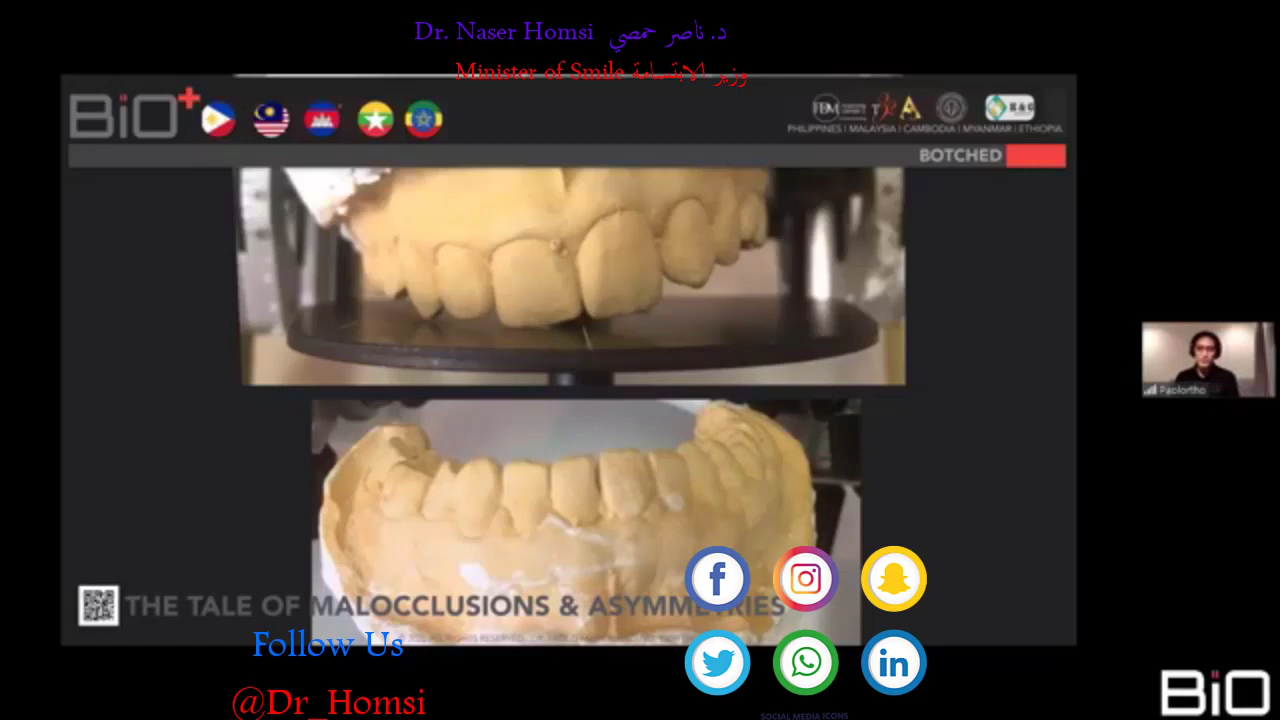 Dr. Naser Homsi د. ناصر حمصي
Minister of Smile وزير الابتسامة
BiO+
PHILIPPINES | MALAYSIA | CAMBODIA | MYANMAR | ETHIOPIA
BOTCHED
Paolortho
THE TALE OF MALOCCLUSIONS & ASYMMETRIES
Follow Us
@Dr_Homsi
SOCIAL MEDIA ICONS
BiO